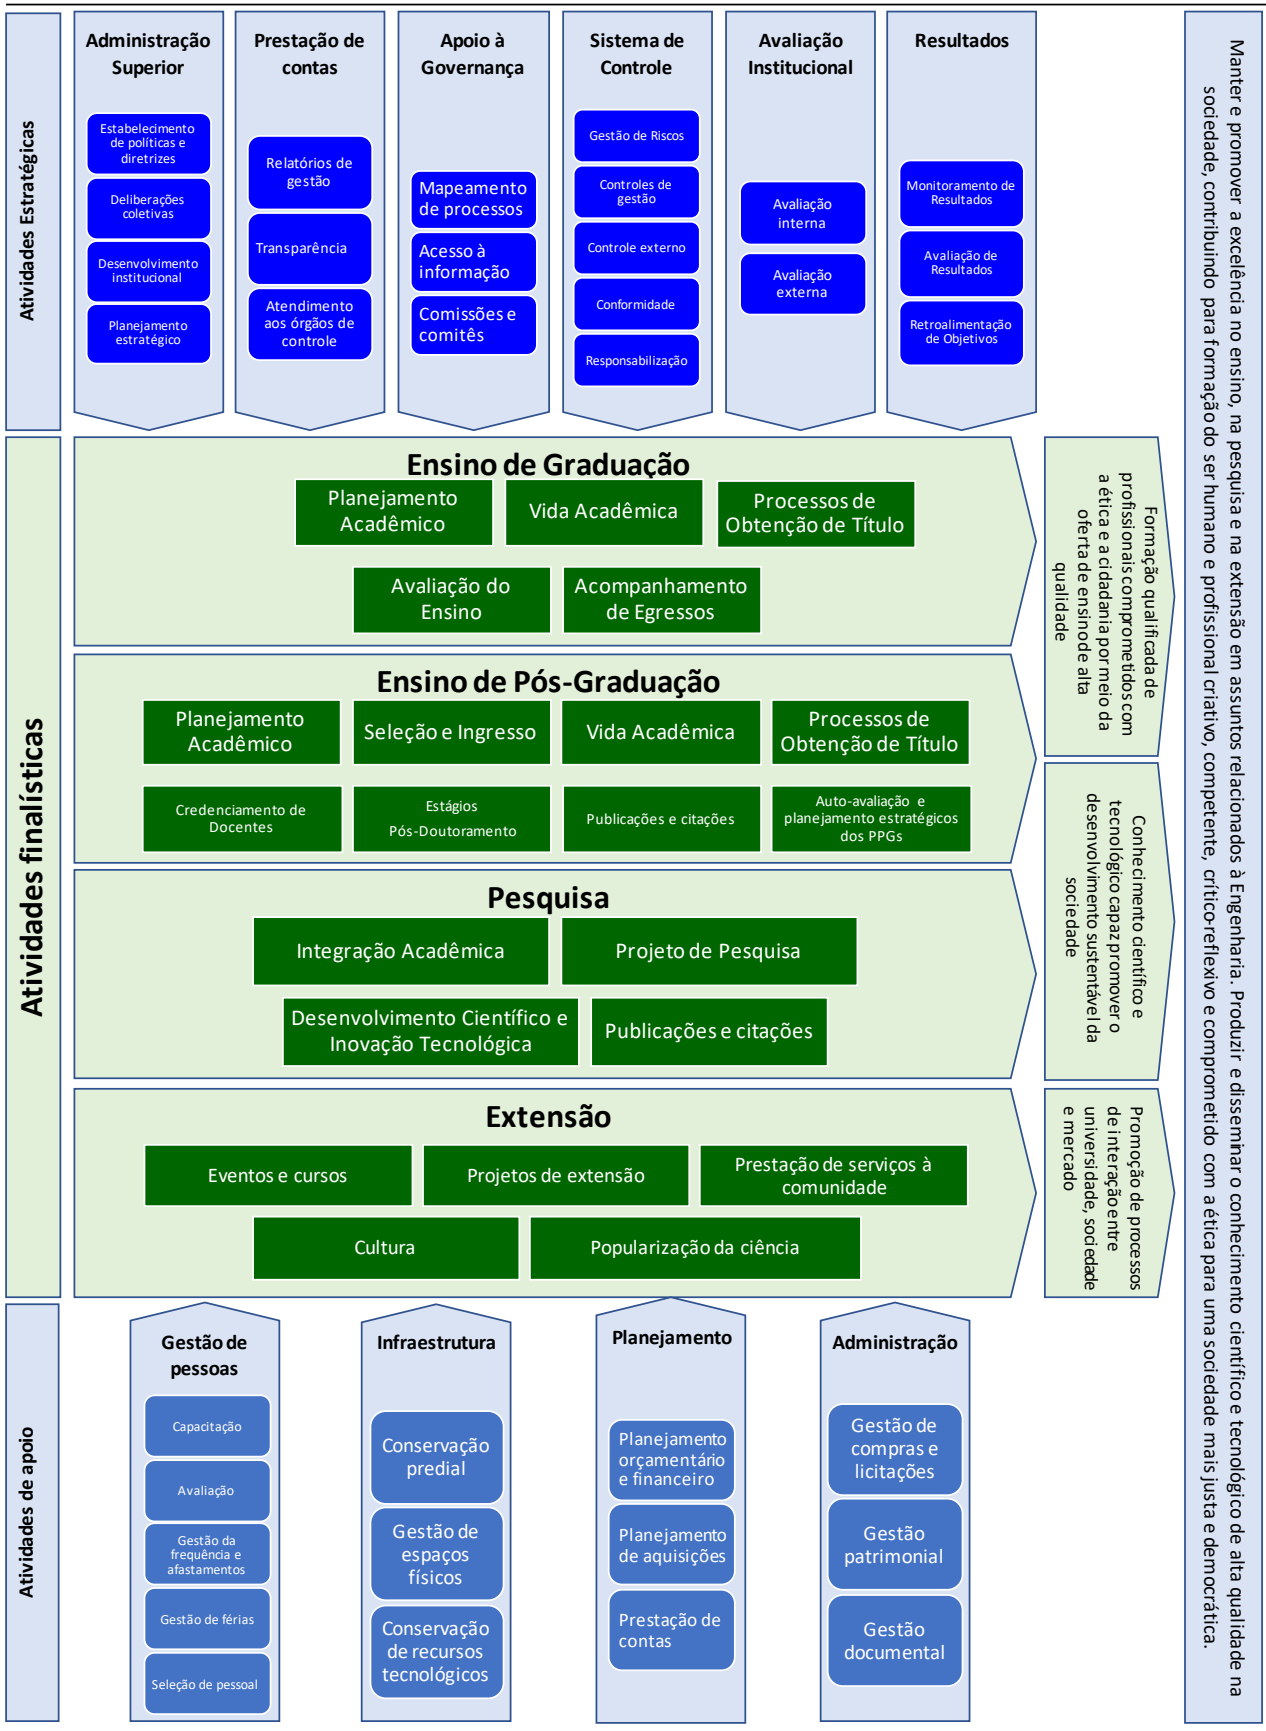 Atividades Estratégicas
Administração
Superior
Estabelecimento
de políticas e
diretrizes
Deliberações
coletivas
Desenvolvimento
institucional
Planejamento
estratégico
Prestação de
contas
Relatórios de
gestão
Transparência
Atendimento
aos órgãos de
controle
Apoio à
Governança
Mapeamento
de processos
Acesso à
informação
Comissões e
comitês
Sistema de
Controle
Gestão de Riscos
Controles de
gestão
Controle externo
Conformidade
Responsabilização
Avaliação
Institucional
Avaliação
interna
Avaliação
externa
Resultados
Monitoramento de
Resultados
Avaliação de
Resultados
Retroalimentação
de Objetivos
Atividades finalísticas
Ensino de Graduação
Planejamento
Acadêmico
Vida Acadêmica
Processos de
Obtenção de Título
Avaliação do
Ensino
Acompanhamento
de Egressos
Ensino de Pós-Graduação
Planejamento
Acadêmico
Seleção e Ingresso
Vida Acadêmica
Processos de
Obtenção de Título
Credenciamento de
Docentes
Estágios
Pós-Doutoramento
Publicações e citações
Auto-avaliação e
planejamento estratégicos
dos PPGs
Pesquisa
Integração Acadêmica
Projeto de Pesquisa
Desenvolvimento Científico e
Inovação Tecnológica
Publicações e citações
Extensão
Eventos e cursos
Projetos de extensão
Prestação de serviços à
comunidade
Cultura
Popularização da ciência
Formação qualificada de
profissionais comprometidos com
a ética e a cidadania por meio da
oferta de ensino de alta
qualidade
Conhecimento científico e
tecnológico capaz promover o
desenvolvimento sustentável da
sociedade
Promoção de processos
de interação entre
universidade, sociedade
e mercado
Atividades de apoio
Gestão de
pessoas
Capacitação
Avaliação
Gestão da
frequência e
afastamentos
Gestão de férias
Seleção de pessoal
Infraestrutura
Conservação
predial
Gestão de
espaços
físicos
Conservação
de recursos
tecnológicos
Planejamento
Planejamento
orçamentário
e financeiro
Planejamento
de aquisições
Prestação de
contas
Administração
Gestão de
compras e
licitações
Gestão
patrimonial
Gestão
documental
Manter e promover a excelência no ensino, na pesquisa e na extensão em assuntos relacionados à Engenharia. Produzir e disseminar o conhecimento científico e tecnológico de alta qualidade na
sociedade, contribuindo para formação do ser humano e profissional criativo, competente, crítico-reflexivo e comprometido com a ética para uma sociedade mais justa e democrática.